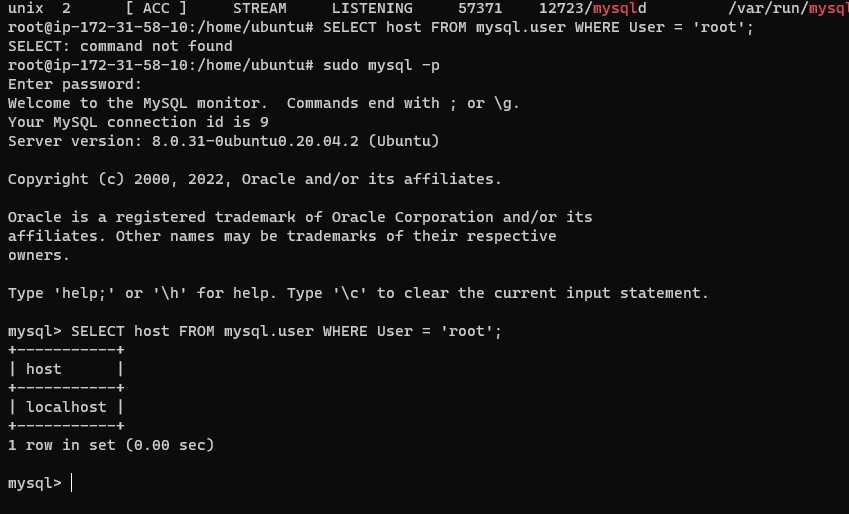 unix  2      [ ACC ]     STREAM     LISTENING     57371    12723/mysqld         /var/run/mysql
root@ip-172-31-58-10:/home/ubuntu# SELECT host FROM mysql.user WHERE User = 'root';
SELECT: command not found
root@ip-172-31-58-10:/home/ubuntu# sudo mysql -p
Enter password:
Welcome to the MySQL monitor.  Commands end with ; or \g.
Your MySQL connection id is 9
Server version: 8.0.31-0ubuntu0.20.04.2 (Ubuntu)

Copyright (c) 2000, 2022, Oracle and/or its affiliates.

Oracle is a registered trademark of Oracle Corporation and/or its
affiliates. Other names may be trademarks of their respective
owners.

Type 'help;' or '\h' for help. Type '\c' to clear the current input statement.

mysql> SELECT host FROM mysql.user WHERE User = 'root';
+-----------+
| host      |
+-----------+
| localhost |
+-----------+
1 row in set (0.00 sec)

mysql>